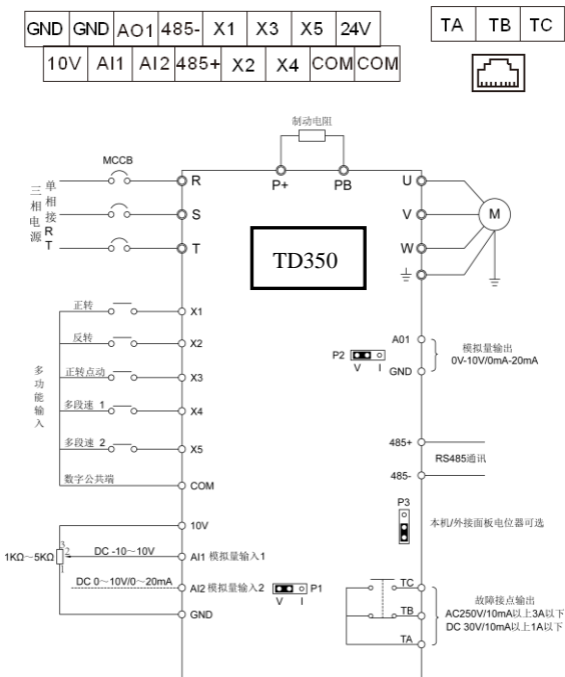 GND GND AO1 485- X1 X3 X5 24V
10V AI1 AI2 485+ X2 X4 COM COM
TA TB TC
制动电阻
P+ PB
MCCB
三相电源
单相接RT
R
S
T
U
V
W
M
TD350
正转
X1
反转
X2
正转点动
X3
多段速 1
X4
多段速 2
X5
数字公共端
COM
多功能输入
A01
GND
模拟量输出
0V-10V/0mA-20mA
P2
V I
485+
485-
RS485通讯
P3
本机/外接面板电位器可选
10V
1KΩ～5KΩ
3
2
1
DC -10～10V
AI1 模拟量输入1
DC 0～10V/0～20mA
AI2 模拟量输入2
P1
V I
GND
TC
TB
TA
故障接点输出
AC250V/10mA以上3A以下
DC 30V/10mA以上1A以下